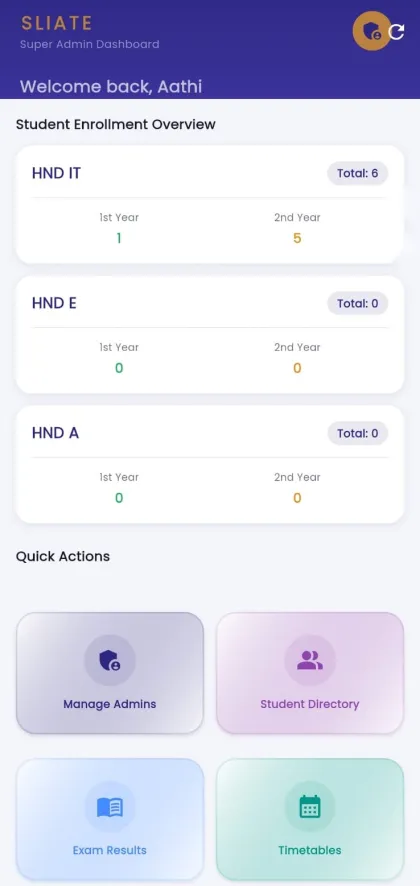 SLIATE
Super Admin Dashboard
Welcome back, Aathi
Student Enrollment Overview
HND IT
Total: 6
1st Year
2nd Year
1
5
HND E
Total: 0
1st Year
2nd Year
0
0
HND A
Total: 0
1st Year
2nd Year
0
0
Quick Actions
Manage Admins
Student Directory
Exam Results
Timetables